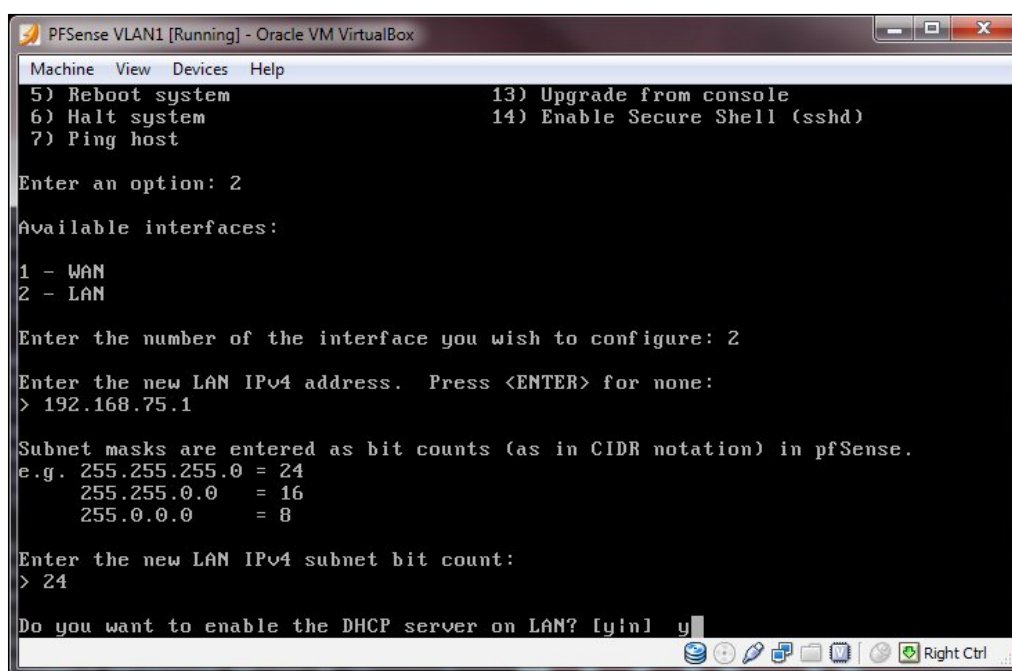 PFSense VLAN1 [Running] - Oracle VM VirtualBox
Machine View Devices Help
5) Reboot system 13) Upgrade from console
6) Halt system 14) Enable Secure Shell (sshd)
7) Ping host
Enter an option: 2
Available interfaces:
1 - WAN
2 - LAN
Enter the number of the interface you wish to configure: 2
Enter the new LAN IPv4 address. Press <ENTER> for none:
> 192.168.75.1
Subnet masks are entered as bit counts (as in CIDR notation) in pfSense.
e.g. 255.255.255.0 = 24
255.255.0.0 = 16
255.0.0.0 = 8
Enter the new LAN IPv4 subnet bit count:
> 24
Do you want to enable the DHCP server on LAN? [y|n] y
Right Ctrl